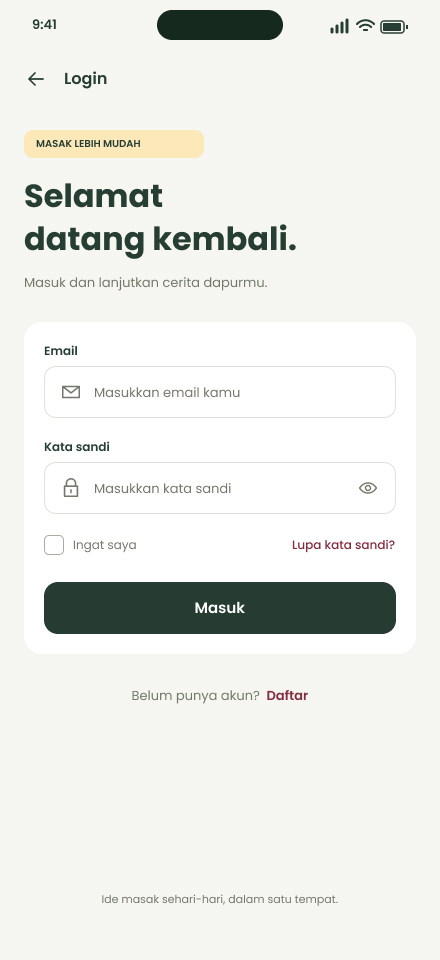 9:41
Login
MASAK LEBIH MUDAH
Selamat
datang kembali.
Masuk dan lanjutkan cerita dapurmu.
Email
Masukkan email kamu
Kata sandi
Masukkan kata sandi
Ingat saya
Lupa kata sandi?
Masuk
Belum punya akun? Daftar
Ide masak sehari-hari, dalam satu tempat.